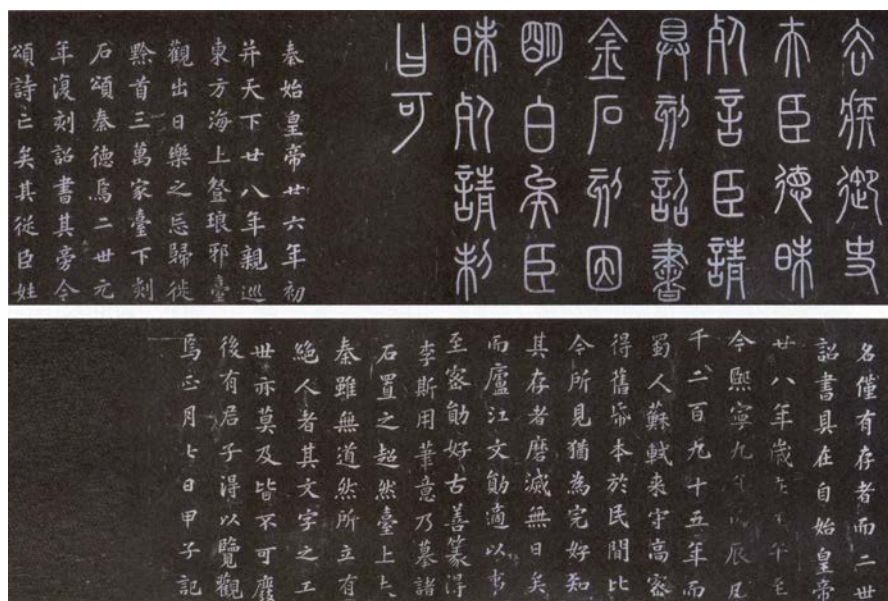 去疾御史
夫臣德昧
死言臣請
具刻詔書
金石刻因
明白矣臣
昧死請制
曰可
秦始皇帝廿六年初
并天下廿八年親巡
東方海上登琅邪臺
觀出日樂之忘歸徙
黔首三萬家臺下刻
石頌秦德焉二世元
年復刻詔書其旁今
頌詩亡矣其從臣姓
名僅有存者而二世
詔書具在自始皇帝
廿八年歲在壬午至
今熙寧九年丙辰凡
千二百九十五年而
蜀人蘇軾來守高密
得舊帋本於民間比
今所見猶為完好知
其存者磨滅無日矣
而廬江文勛適以事
至密勛好古善篆得
李斯用筆意乃摹諸
石置之超然臺上夫
秦雖無道然所立有
絕人者其文字之工
世亦莫及皆不可廢
後有君子得以覽觀
焉正月七日甲子記